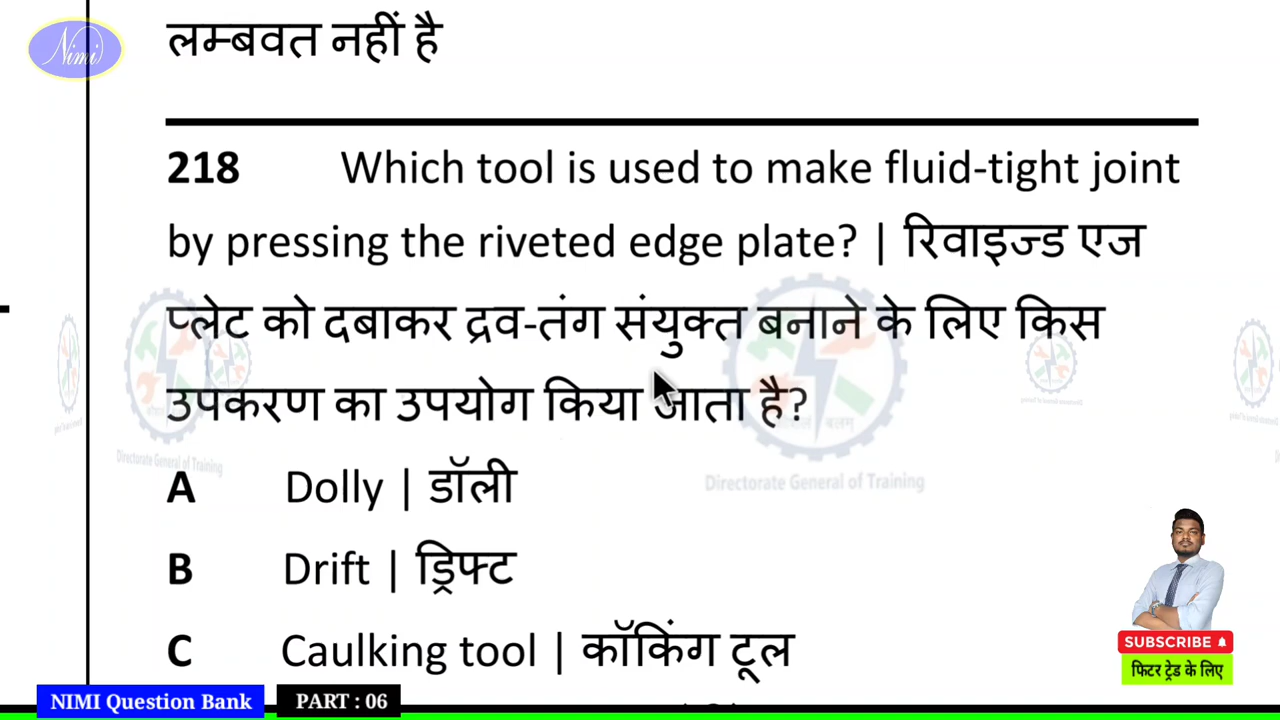 Nimi
लम्बवत नहीं है
218 Which tool is used to make fluid-tight joint
by pressing the riveted edge plate? | रिवाइज्ड एज
प्लेट को दबाकर द्रव-तंग संयुक्त बनाने के लिए किस
उपकरण का उपयोग किया जाता है?
Directorate General of Training
Directorate General of Training
A Dolly | डॉली
B Drift | ड्रिफ्ट
C Caulking tool | कॉकिंग टूल
SUBSCRIBE
फिटर ट्रेड के लिए
NIMI Question Bank PART : 06